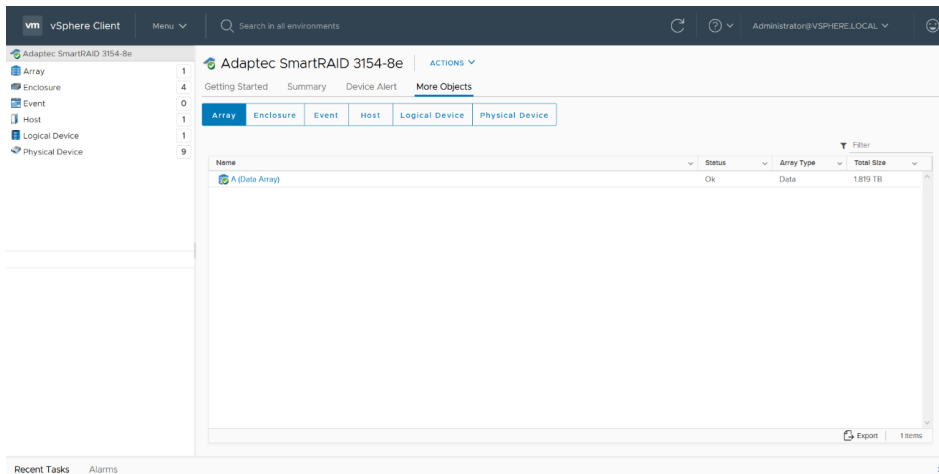 vm vSphere Client Menu Search in all environments Administrator@VSPHERE.LOCAL
Adaptec SmartRAID 3154-8e
Array 1
Enclosure 4
Event 0
Host 1
Logical Device 1
Physical Device 9
Adaptec SmartRAID 3154-8e ACTIONS
Getting Started Summary Device Alert More Objects
Array Enclosure Event Host Logical Device Physical Device
Filter
Name Status Array Type Total Size
A (Data Array) Ok Data 1.819 TB
Export 1 items
Recent Tasks Alarms